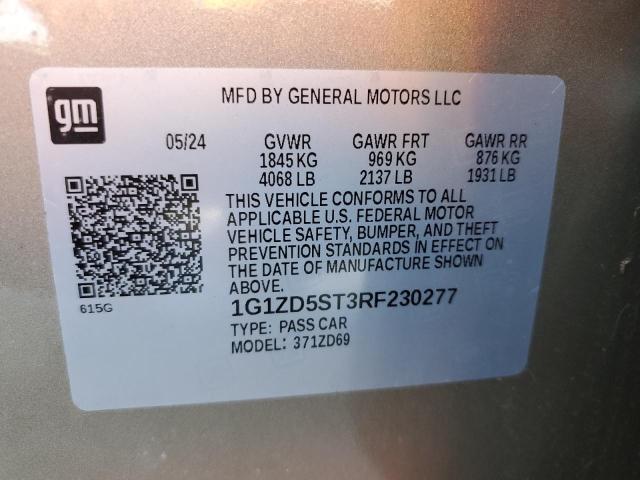 gm
MFD BY GENERAL MOTORS LLC
05/24 GVWR GAWR FRT GAWR RR
1845 KG 969 KG 876 KG
4068 LB 2137 LB 1931 LB
THIS VEHICLE CONFORMS TO ALL
APPLICABLE U.S. FEDERAL MOTOR
VEHICLE SAFETY, BUMPER, AND THEFT
PREVENTION STANDARDS IN EFFECT ON
THE DATE OF MANUFACTURE SHOWN
ABOVE.
615G
1G1ZD5ST3RF230277
TYPE: PASS CAR
MODEL: 371ZD69